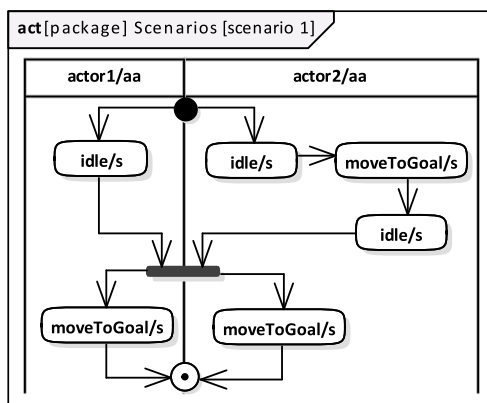 act[package] Scenarios [scenario 1]
actor1/aa
actor2/aa
idle/s
idle/s
moveToGoal/s
idle/s
moveToGoal/s
moveToGoal/s